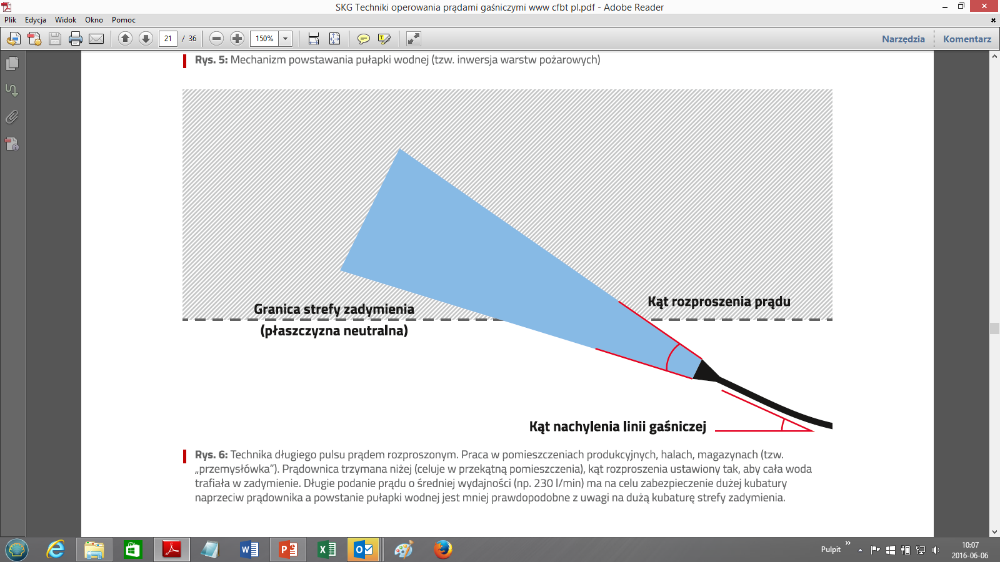 SKG Techniki operowania prądami gaśniczymi www cfbt pl.pdf - Adobe Reader
Plik Edycja Widok Okno Pomoc
21 / 36 150% Narzędzia Komentarz
Rys. 5: Mechanizm powstawania pułapki wodnej (tzw. inwersja warstw pożarowych)
Kąt rozproszenia prądu
Granica strefy zadymienia
(płaszczyzna neutralna)
Kąt nachylenia linii gaśniczej
Rys. 6: Technika długiego pulsu prądem rozproszonym. Praca w pomieszczeniach produkcyjnych, halach, magazynach (tzw.
„przemysłówka”). Prądownica trzymana niżej (celuje w przekątną pomieszczenia), kąt rozproszenia ustawiony tak, aby cała woda
trafiała w zadymienie. Długie podanie prądu o średniej wydajności (np. 230 l/min) ma na celu zabezpieczenie dużej kubatury
naprzeciw prądownika a powstanie pułapki wodnej jest mniej prawdopodobne z uwagi na dużą kubaturę strefy zadymienia.
Pulpit »
10:07
2016-06-06